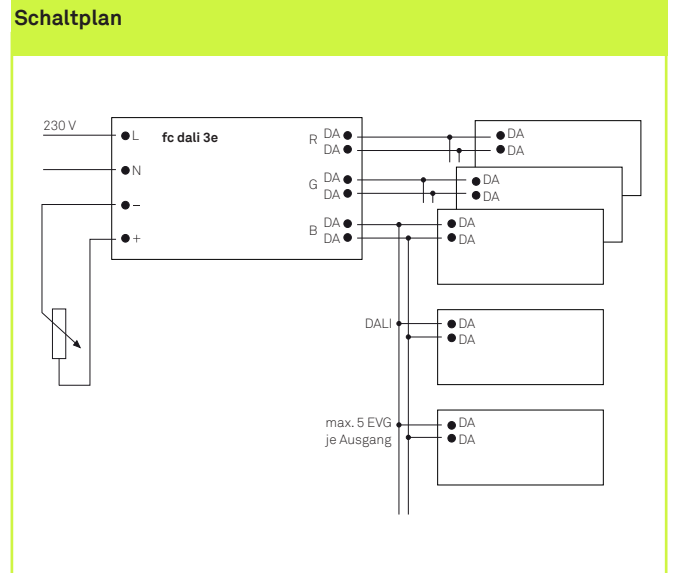 Schaltplan
230 V
L
fc dali 3e
R DA
DA
DA
DA
N
G DA
DA
DA
DA
–
B DA
DA
DA
DA
+
DALI
DA
DA
max. 5 EVG
je Ausgang
DA
DA